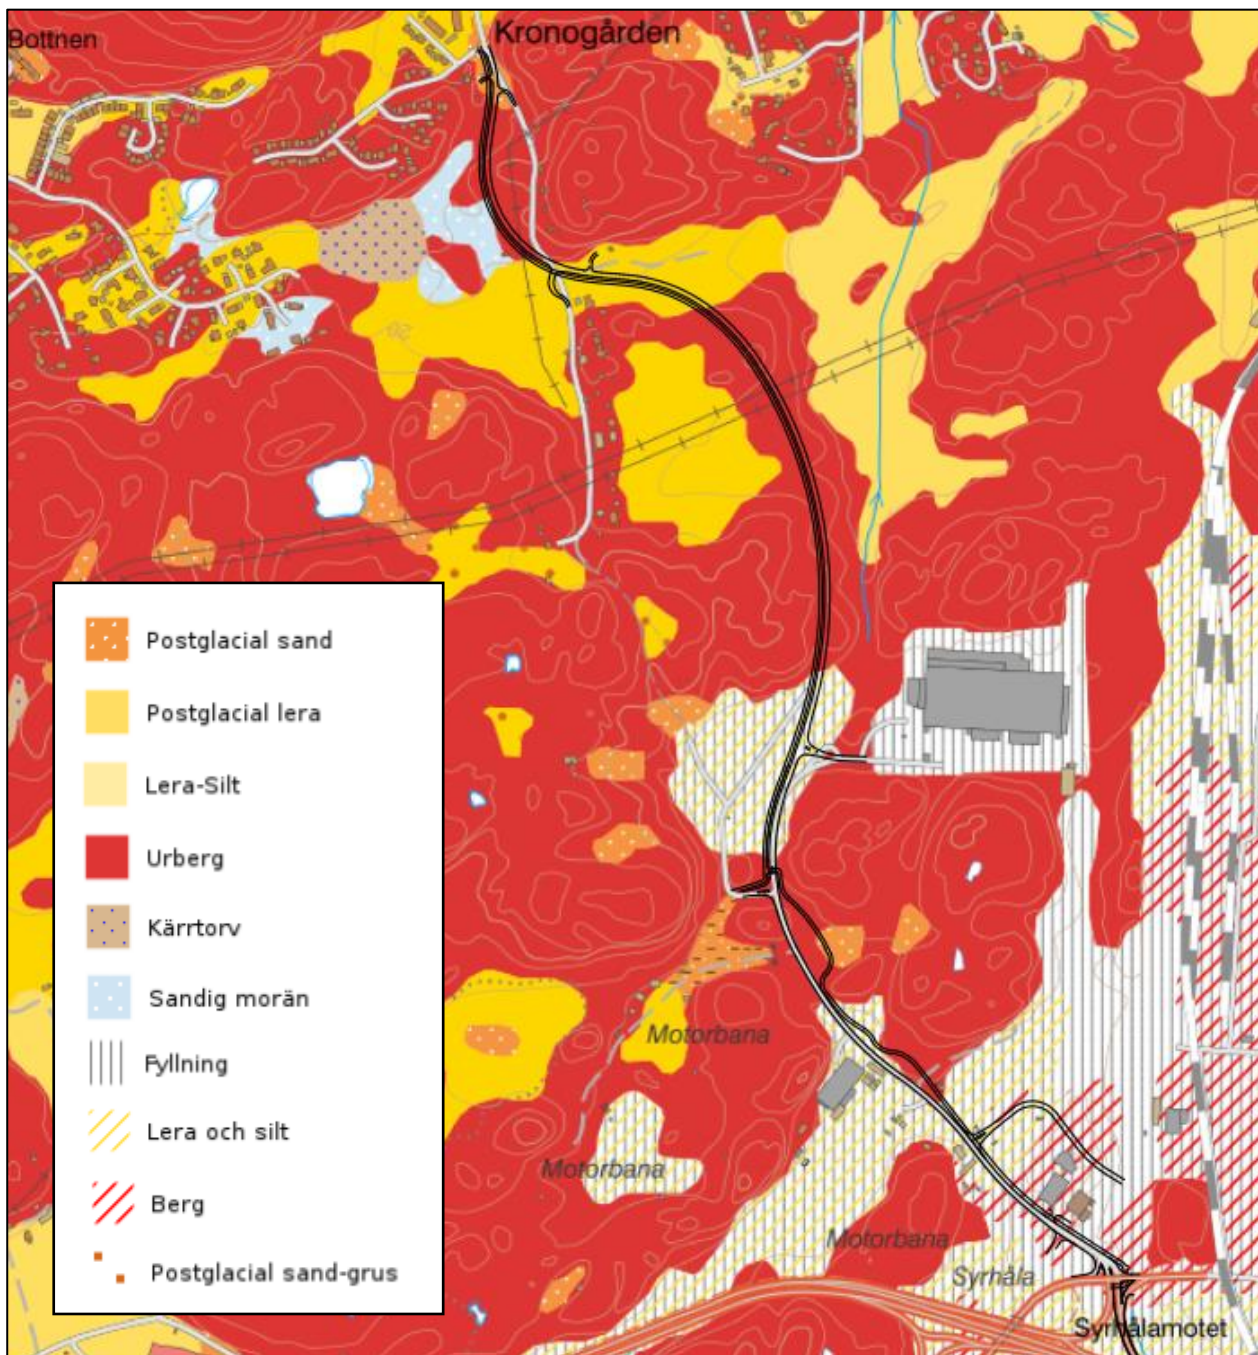 Bottnen
Kronogården
Postglacial sand
Postglacial lera
Lera-Silt
Urberg
Kärrtorv
Sandig morän
Fyllning
Lera och silt
Berg
Postglacial sand-grus
Motorbana
Motorbana
Motorbana
Syrhåla
Syrhålamotet